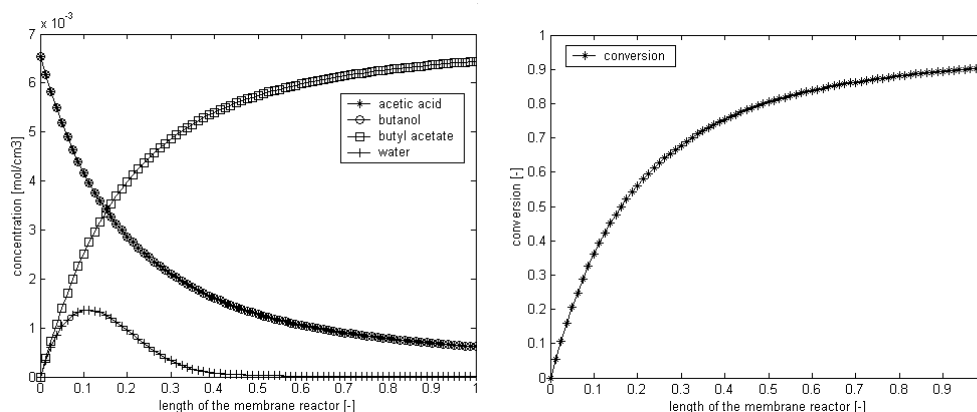 x 10-3
7
6
5
4
3
2
1
0
concentration [mol/cm3]
acetic acid
butanol
butyl acetate
water
0 0.1 0.2 0.3 0.4 0.5 0.6 0.7 0.8 0.9 1
length of the membrane reactor [-]
1
0.9
0.8
0.7
0.6
0.5
0.4
0.3
0.2
0.1
0
conversion [-]
conversion
0.1 0.2 0.3 0.4 0.5 0.6 0.7 0.8 0.9
length of the membrane reactor [-]